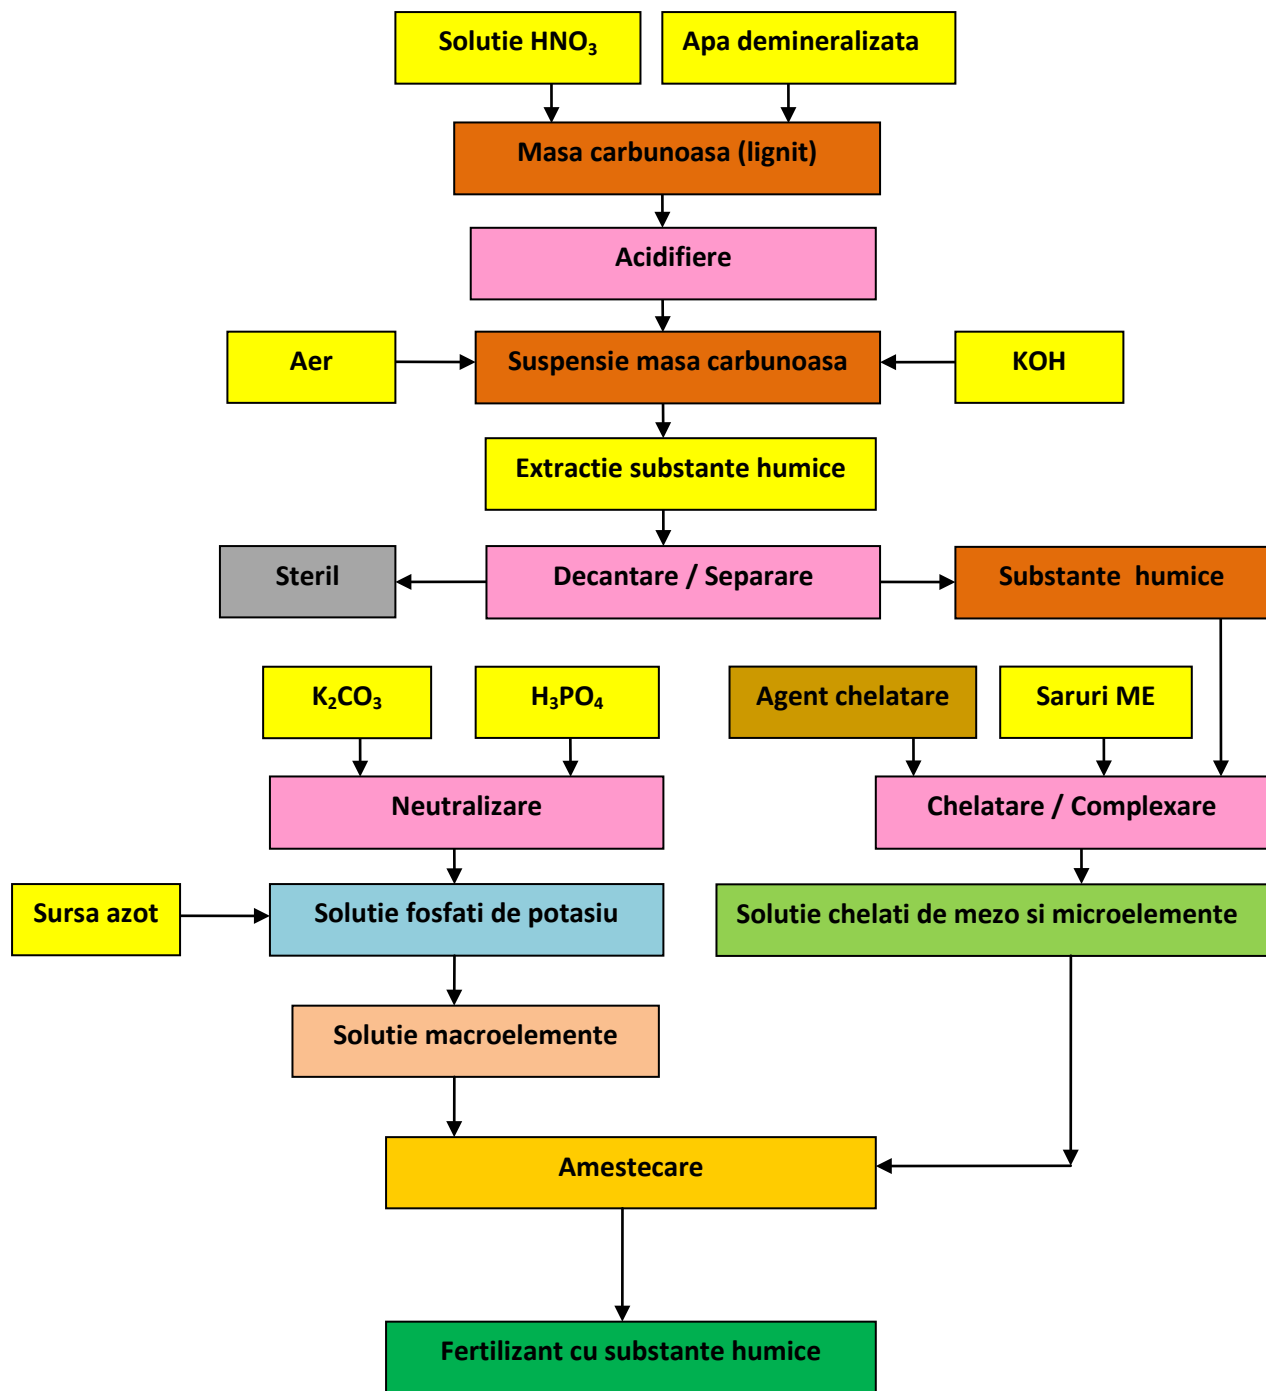 Solutie HNO₃
Apa demineralizata
Masa carbunoasa (lignit)
Acidifiere
Aer
Suspensie masa carbunoasa
KOH
Extractie substante humice
Steril
Decantare / Separare
Substante humice
K₂CO₃
H₃PO₄
Agent chelatare
Saruri ME
Neutralizare
Chelatare / Complexare
Sursa azot
Solutie fosfati de potasiu
Solutie chelati de mezo si microelemente
Solutie macroelemente
Amestecare
Fertilizant cu substante humice